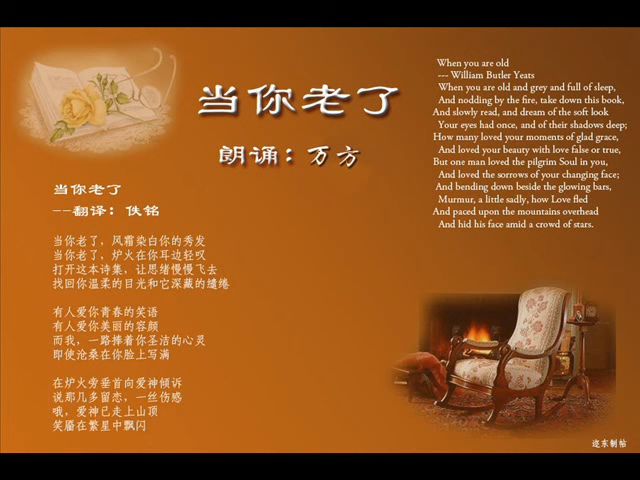 当你老了
朗诵：万方
当你老了
--翻译：佚铭
当你老了，风霜染白你的秀发
当你老了，炉火在你耳边轻叹
打开这本诗集，让思绪慢慢飞去
找回你温柔的目光和它深藏的缱绻
有人爱你青春的笑语
有人爱你美丽的容颜
而我，一路捧着你圣洁的心灵
即使沧桑在你脸上写满
在炉火旁垂首向爱神倾诉
说那几多留恋，一丝伤感
哦，爱神已走上山顶
笑靥在繁星中飘闪
When you are old
--- William Butler Yeats
When you are old and grey and full of sleep,
And nodding by the fire, take down this book,
And slowly read, and dream of the soft look
Your eyes had once, and of their shadows deep;
How many loved your moments of glad grace,
And loved your beauty with love false or true,
But one man loved the pilgrim Soul in you,
And loved the sorrows of your changing face;
And bending down beside the glowing bars,
Murmur, a little sadly, how Love fled
And paced upon the mountains overhead
And hid his face amid a crowd of stars.